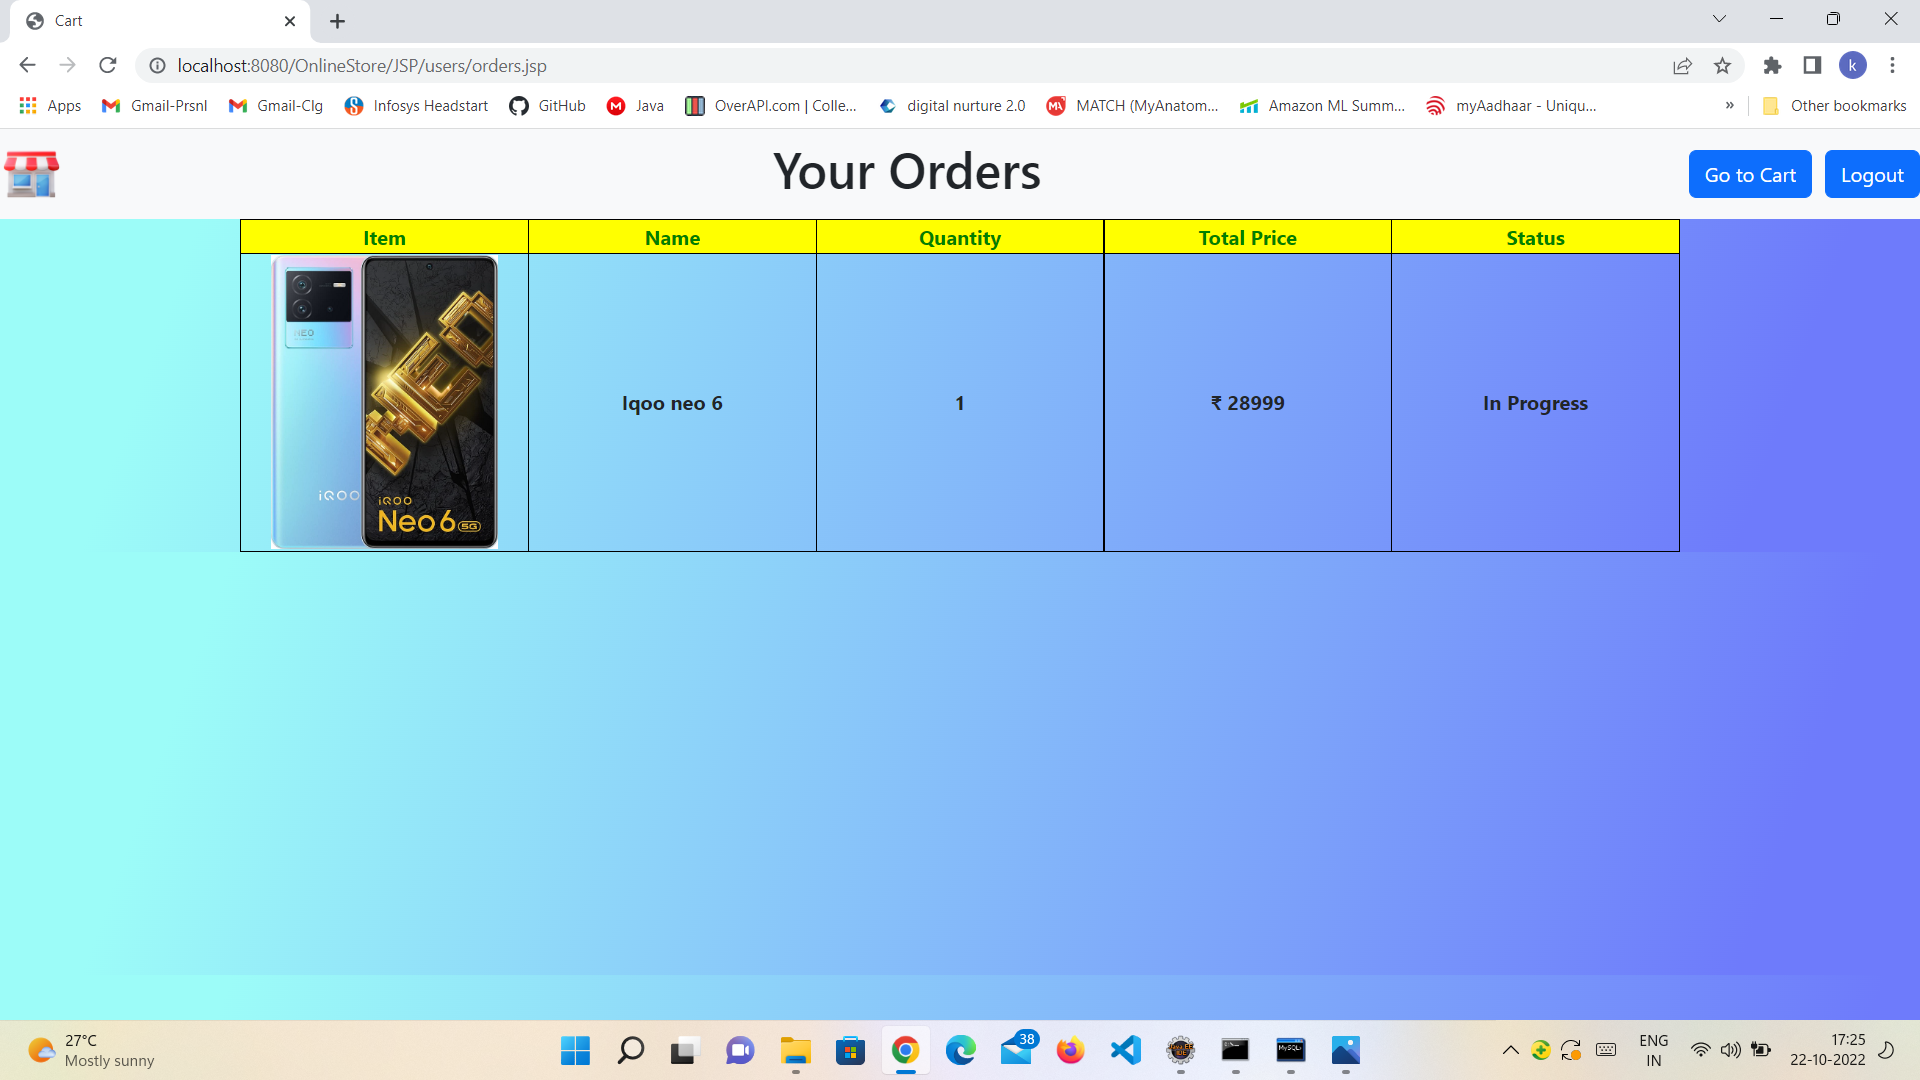 Cart
localhost:8080/OnlineStore/JSP/users/orders.jsp
k
Apps
Gmail-Prsnl
Gmail-Clg
Infosys Headstart
GitHub
M
Java
OverAPI.com | Colle...
digital nurture 2.0
MATCH (MyAnatom...
Amazon ML Summ...
myAadhaar - Uniqu...
»
Other bookmarks
Your Orders
Go to Cart
Logout
Item
Name
Quantity
Total Price
Status
NEO
iQOO
NEO
iQOO
Neo 6 5G
Iqoo neo 6
1
₹ 28999
In Progress
27°C
Mostly sunny
38
MySQL
ENG
IN
17:25
22-10-2022